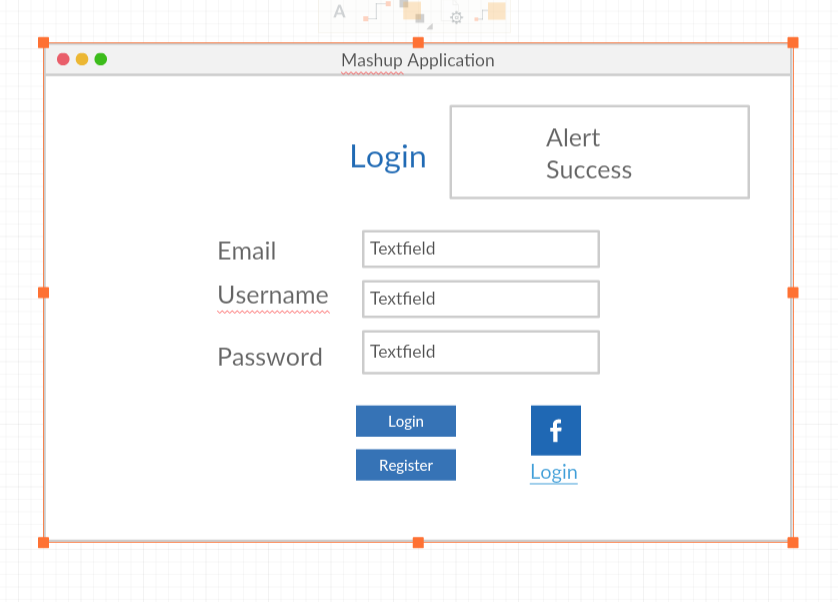 A
Mashup Application
Login
Alert
Success
Email
Textfield
Username
Textfield
Password
Textfield
Login
f
Register
Login